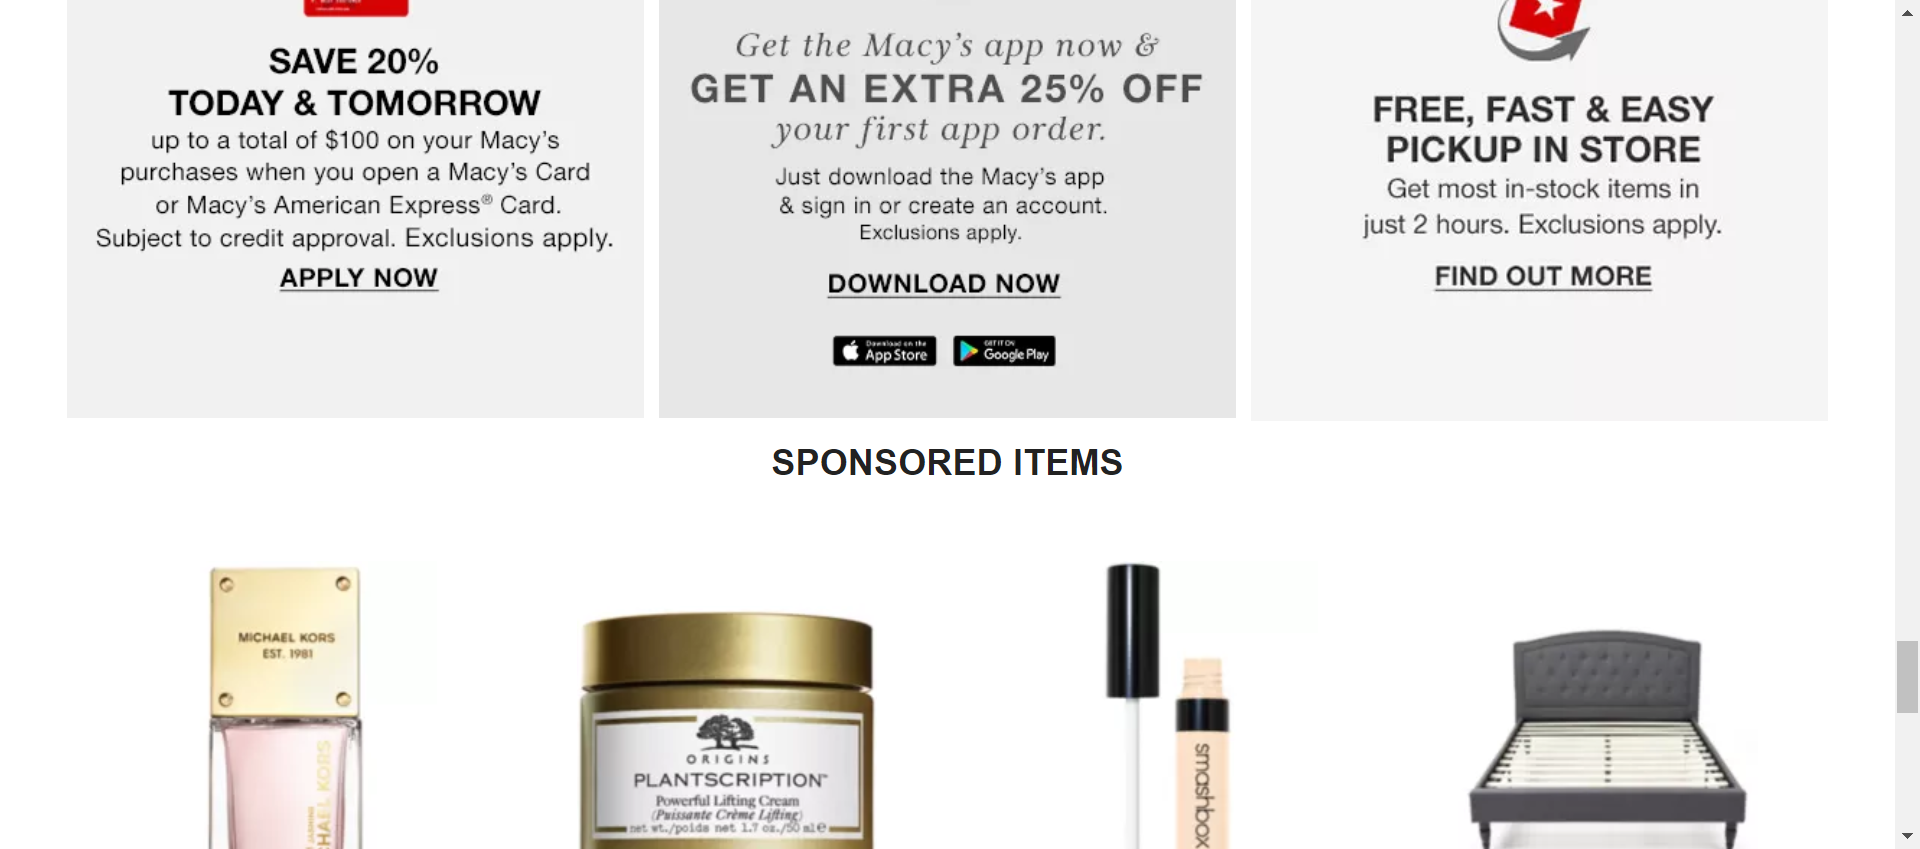 SAVE 20%
TODAY & TOMORROW
up to a total of $100 on your Macy's
purchases when you open a Macy's Card
or Macy's American Express® Card.
Subject to credit approval. Exclusions apply.
APPLY NOW
Get the Macy's app now &
GET AN EXTRA 25% OFF
your first app order.
Just download the Macy's app
& sign in or create an account.
Exclusions apply.
DOWNLOAD NOW
Download on the
App Store
GET IT ON
Google Play
FREE, FAST & EASY
PICKUP IN STORE
Get most in-stock items in
just 2 hours. Exclusions apply.
FIND OUT MORE
SPONSORED ITEMS
MICHAEL KORS
EST. 1981
MICHAEL KORS
JASMINE
ORIGINS
PLANTSCRIPTION™
Powerful Lifting Cream
(Puissante Crème Lifting)
net wt./poids net 1.7 oz./50 ml e
smashbox